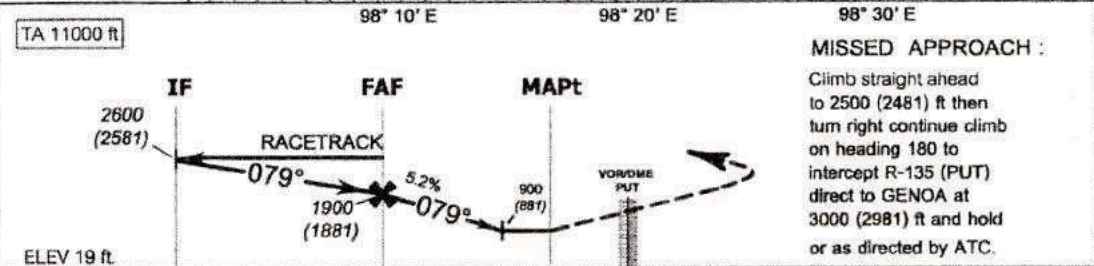 98° 10' E
98° 20' E
98° 30' E
TA 11000 ft
MISSED APPROACH :
IF
FAF
MAPt
2600
(2581)
RACETRACK
079°
5.2%
079°
1900
(1881)
900
(881)
VOR/DME
PUT
Climb straight ahead
to 2500 (2481) ft then
turn right continue climb
on heading 180 to
intercept R-135 (PUT)
direct to GENOA at
3000 (2981) ft and hold
or as directed by ATC.
ELEV 19 ft